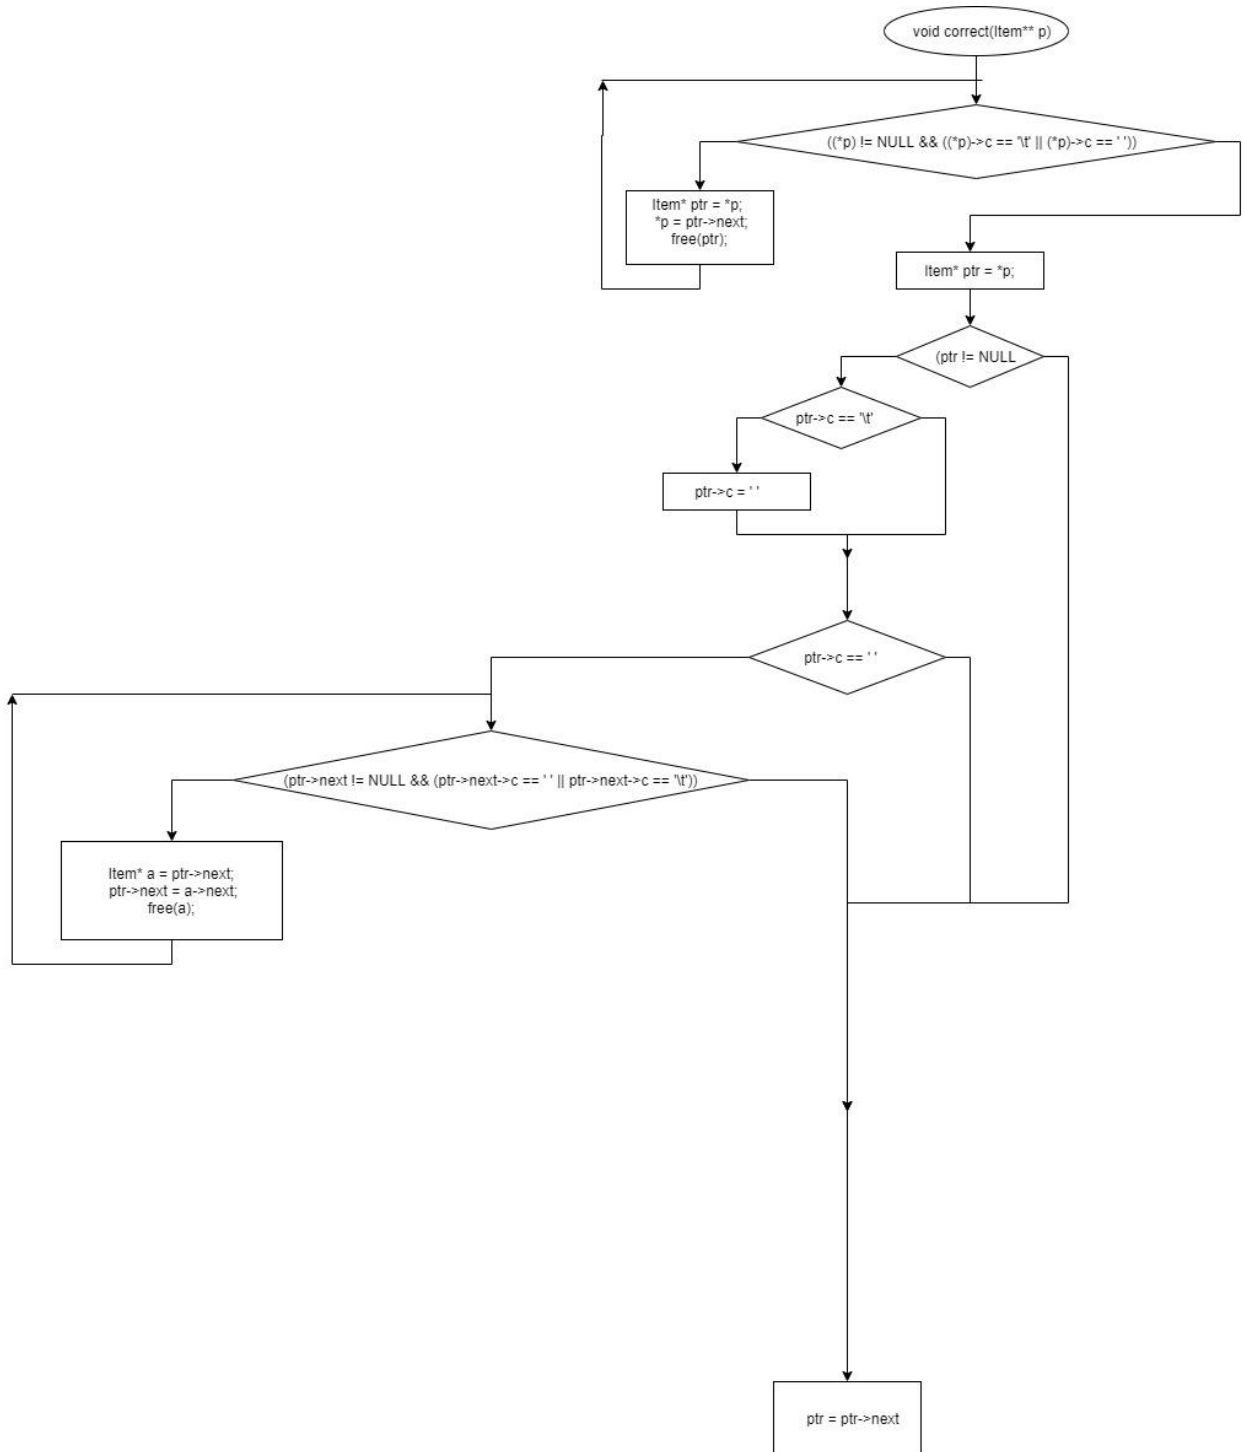 void correct(Item** p)
((*p) != NULL && ((*p)->c == '\t' || (*p)->c == ' '))
Item* ptr = *p;
*p = ptr->next;
free(ptr);
Item* ptr = *p;
(ptr != NULL
ptr->c == '\t'
ptr->c = ' '
ptr->c == ' '
(ptr->next != NULL && (ptr->next->c == ' ' || ptr->next->c == '\t'))
Item* a = ptr->next;
ptr->next = a->next;
free(a);
ptr = ptr->next